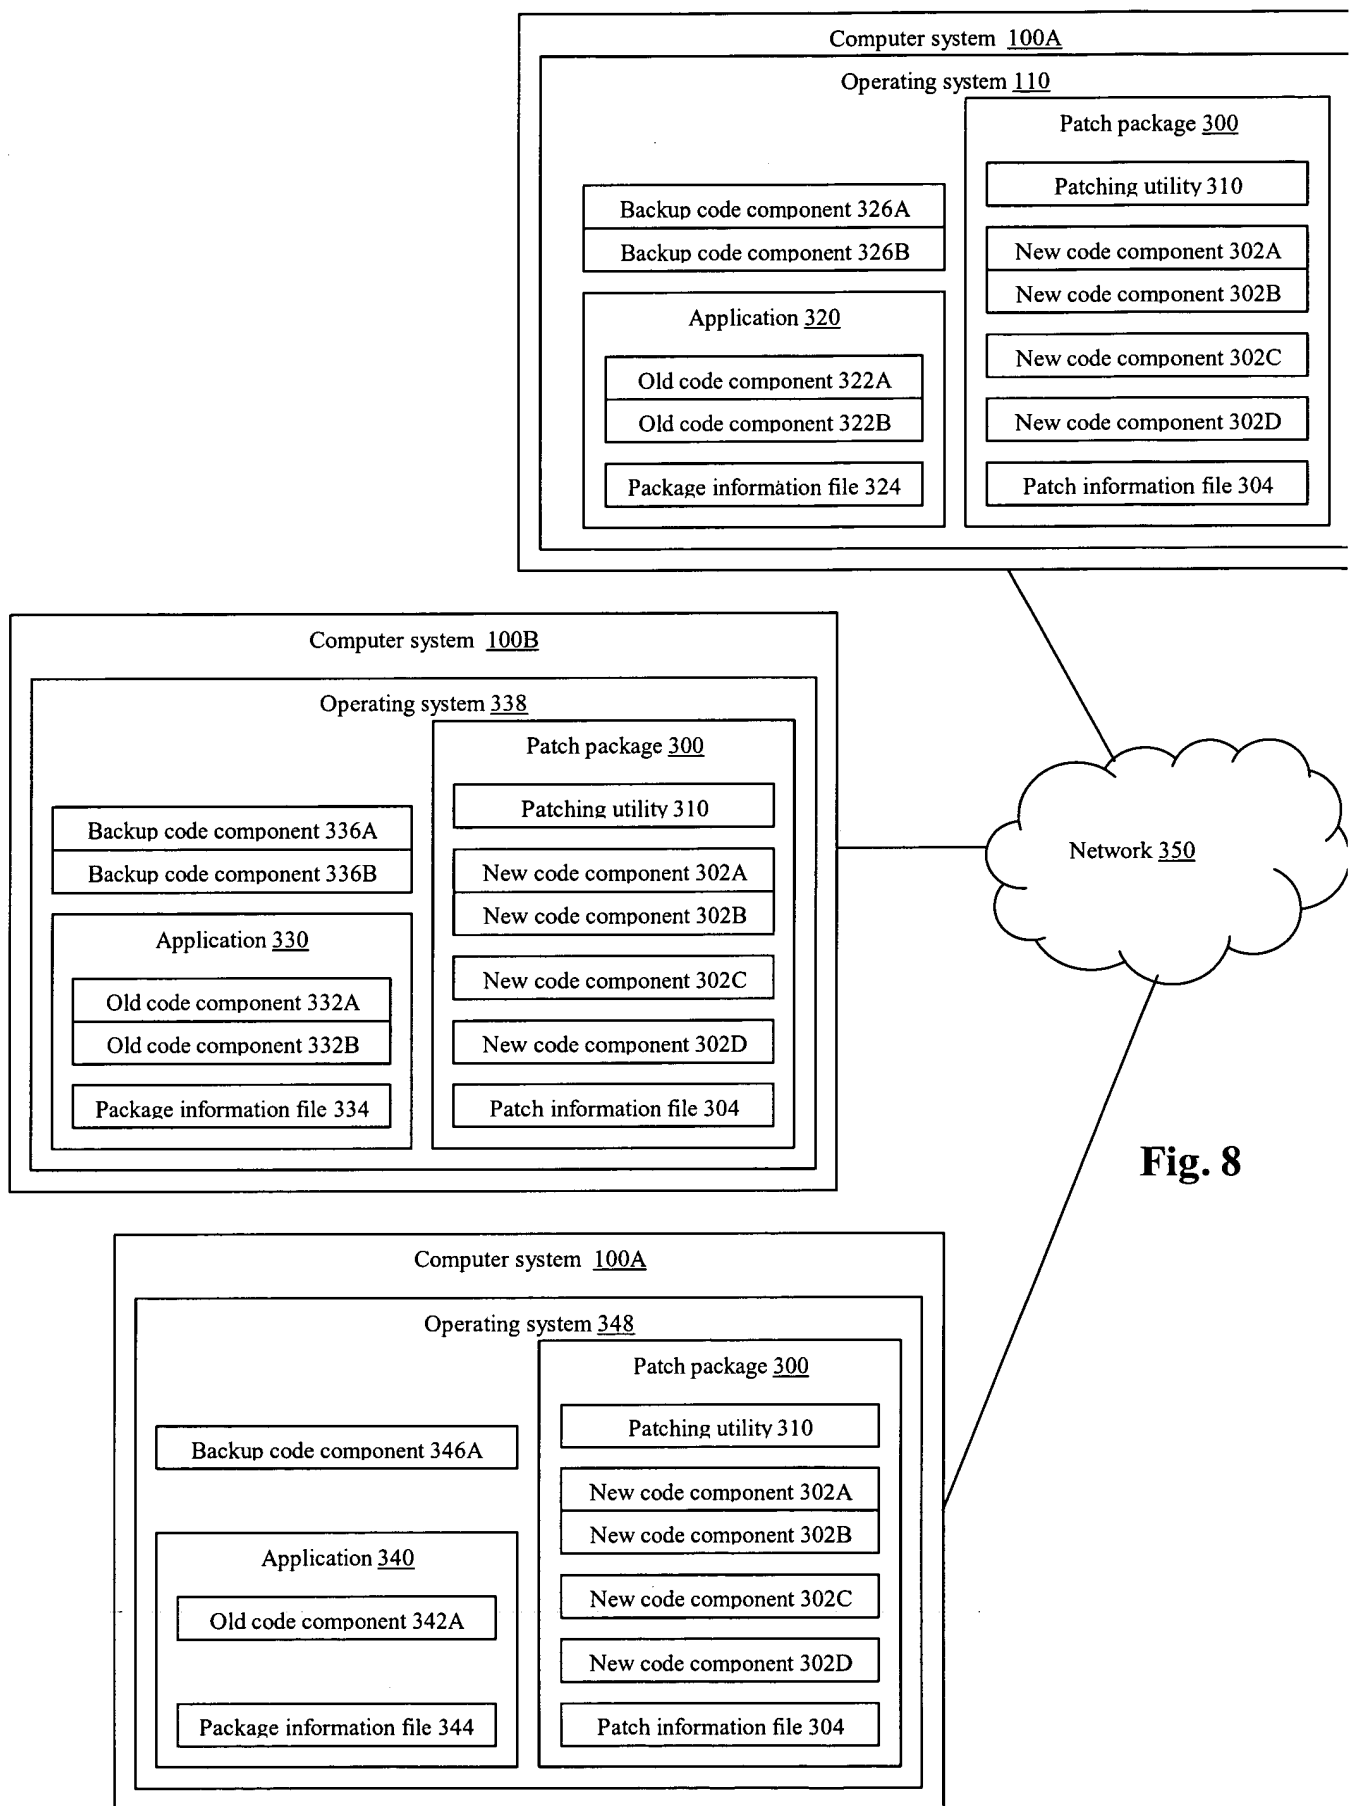 Computer system 100A
Operating system 110
Patch package 300
Patching utility 310
Backup code component 326A
Backup code component 326B
New code component 302A
New code component 302B
Application 320
New code component 302C
Old code component 322A
Old code component 322B
New code component 302D
Package information file 324
Patch information file 304
Computer system 100B
Operating system 338
Patch package 300
Patching utility 310
Backup code component 336A
Backup code component 336B
New code component 302A
New code component 302B
Application 330
New code component 302C
Old code component 332A
Old code component 332B
New code component 302D
Package information file 334
Patch information file 304
Network 350
Fig. 8
Computer system 100A
Operating system 348
Patch package 300
Patching utility 310
Backup code component 346A
New code component 302A
New code component 302B
Application 340
New code component 302C
Old code component 342A
New code component 302D
Package information file 344
Patch information file 304